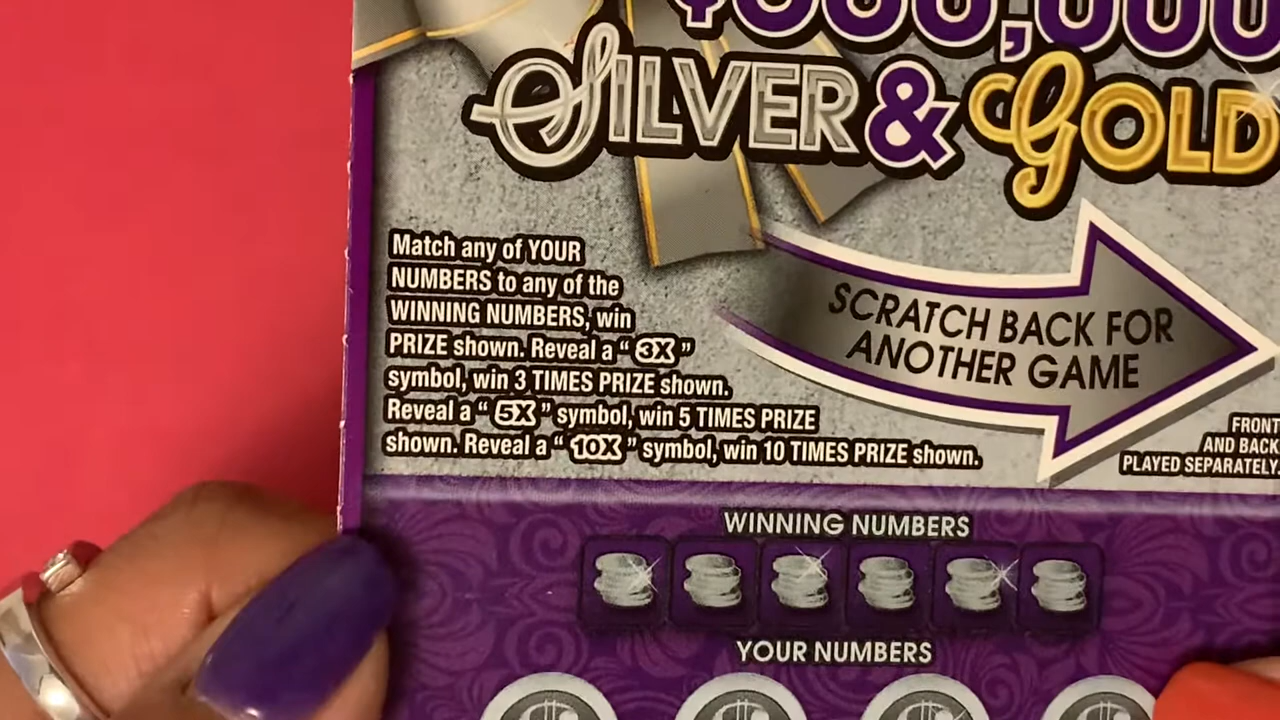 SILVER & GOLD
Match any of YOUR
NUMBERS to any of the
WINNING NUMBERS, win
PRIZE shown. Reveal a “ 3X ”
symbol, win 3 TIMES PRIZE shown.
Reveal a “ 5X ” symbol, win 5 TIMES PRIZE
shown. Reveal a “ 10X ” symbol, win 10 TIMES PRIZE shown.
SCRATCH BACK FOR
ANOTHER GAME
FRONT
AND BACK
PLAYED SEPARATELY
WINNING NUMBERS
YOUR NUMBERS